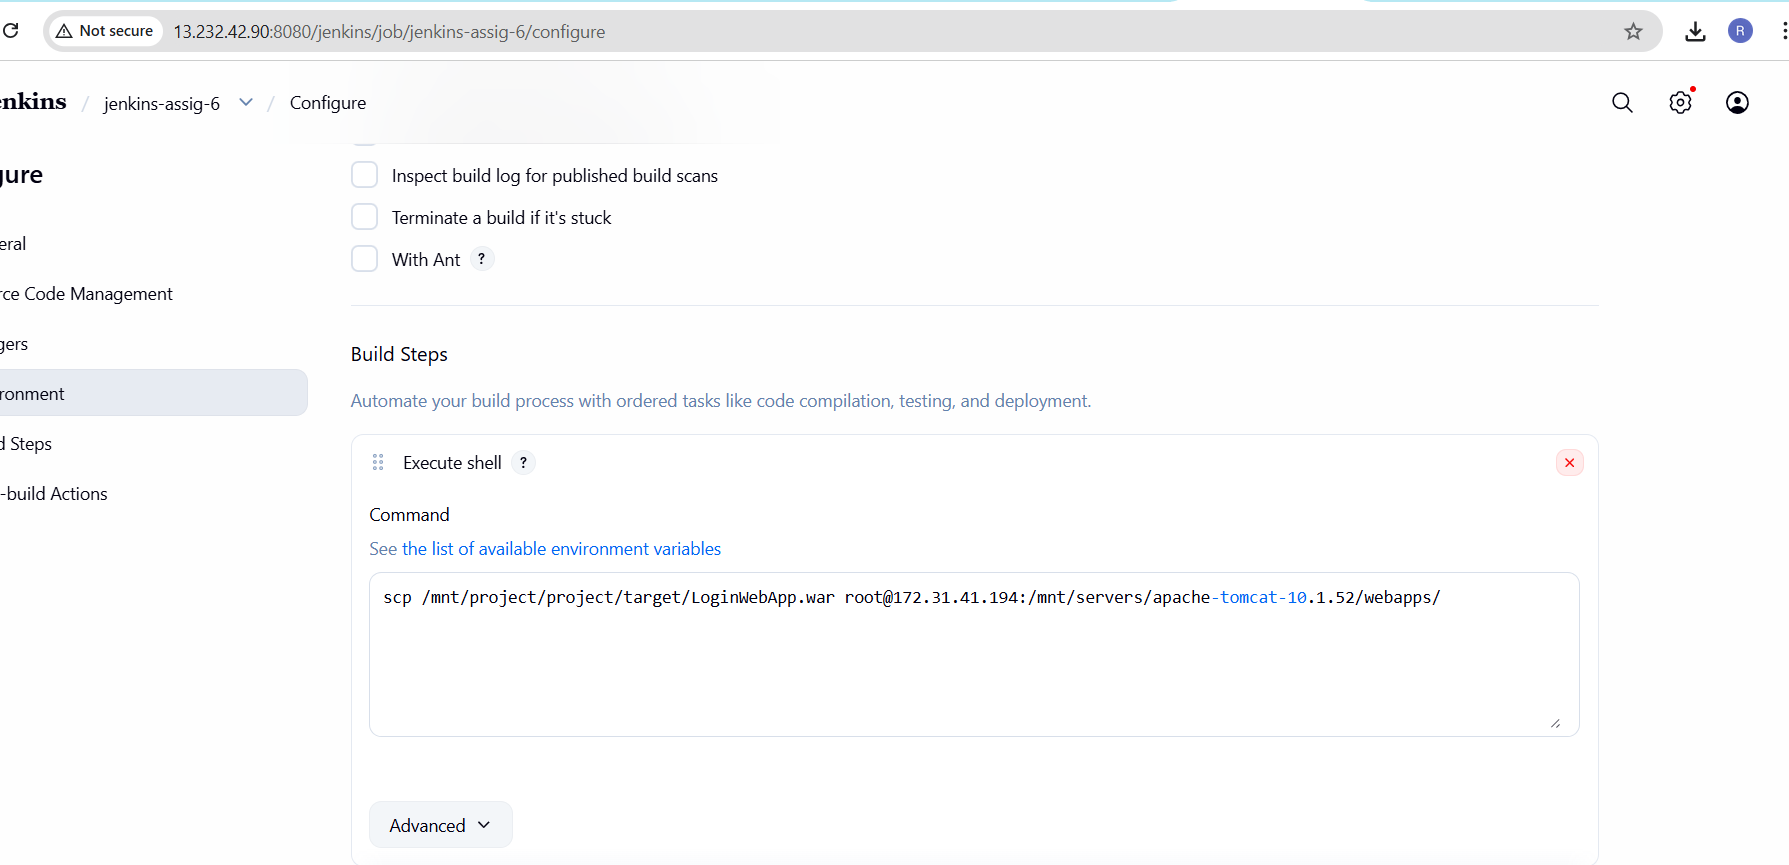 Not secure 13.232.42.90:8080/jenkins/job/jenkins-assig-6/configure R
enkins / jenkins-assig-6 / Configure
gure
eral
rce Code Management
gers
ronment
d Steps
-build Actions
Inspect build log for published build scans
Terminate a build if it's stuck
With Ant ?
Build Steps
Automate your build process with ordered tasks like code compilation, testing, and deployment.
Execute shell ?
Command
See the list of available environment variables
scp /mnt/project/project/target/LoginWebApp.war root@172.31.41.194:/mnt/servers/apache-tomcat-10.1.52/webapps/
Advanced